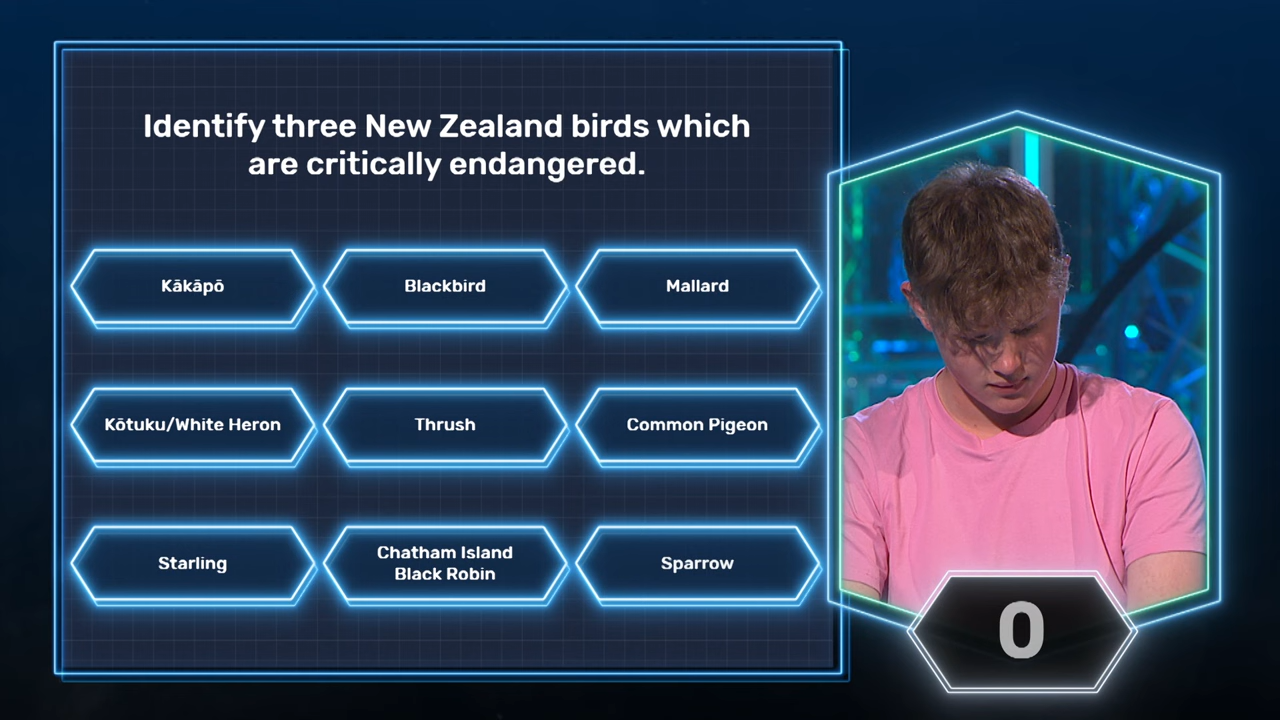 Identify three New Zealand birds which
are critically endangered.
Kākāpō
Blackbird
Mallard
Kōtuku/White Heron
Thrush
Common Pigeon
Starling
Chatham Island
Black Robin
Sparrow
0